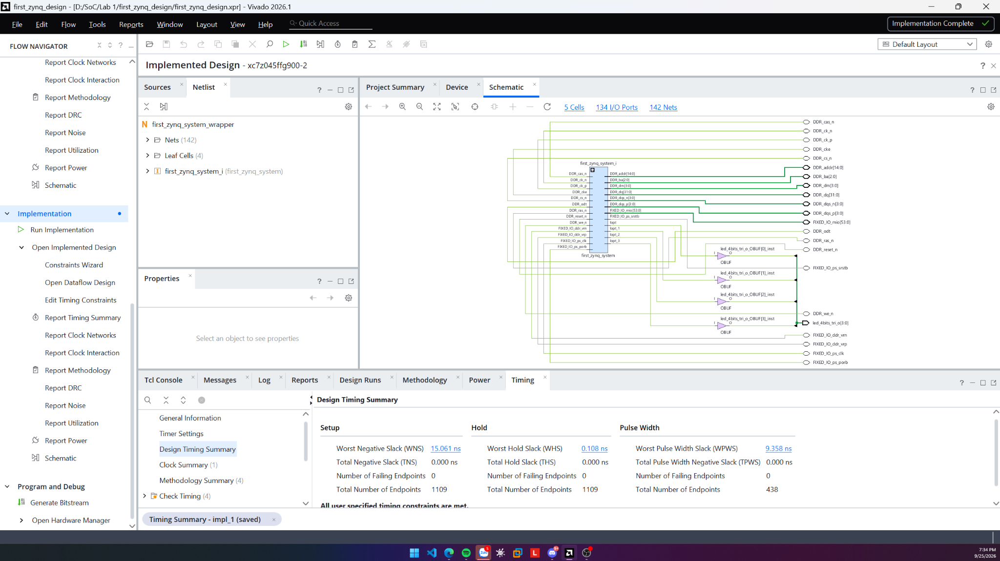 first_zynq_design - [D:/SoC/Lab 1/first_zynq_design/first_zynq_design.xpr] - Vivado 2026.1
File Edit Flow Tools Reports Window Layout View Help Quick Access Implementation Complete
FLOW NAVIGATOR ?
Default Layout
Report Clock Networks
Report Clock Interaction
Report Methodology
Report DRC
Report Noise
Report Utilization
Report Power
Schematic
Implementation
Run Implementation
Open Implemented Design
Constraints Wizard
Open Dataflow Design
Edit Timing Constraints
Report Timing Summary
Report Clock Networks
Report Clock Interaction
Report Methodology
Report DRC
Report Noise
Report Utilization
Report Power
Schematic
Program and Debug
Generate Bitstream
Open Hardware Manager
Implemented Design - xc7z045ffg900-2 ?
Sources Netlist ?
N first_zynq_system_wrapper
Nets (142)
Leaf Cells (4)
I first_zynq_system_i (first_zynq_system)
Properties ?
Select an object to see properties
Project Summary Device Schematic ?
5 Cells 134 I/O Ports 142 Nets
first_zynq_system_i
DDR_cas_n
DDR_ck_n
DDR_ck_p
DDR_cke
DDR_cs_n
DDR_odt
DDR_ras_n
DDR_reset_n
DDR_we_n
FIXED_IO_ddr_vrn
FIXED_IO_ddr_vrp
FIXED_IO_ps_clk
FIXED_IO_ps_porb
DDR_addr[14:0]
DDR_ba[2:0]
DDR_dm[3:0]
DDR_dq[31:0]
DDR_dqs_n[3:0]
DDR_dqs_p[3:0]
FIXED_IO_mio[53:0]
FIXED_IO_ps_srstb
lopt
lopt_1
lopt_2
lopt_3
first_zynq_system
led_4bits_tri_o_OBUF[0]_inst
I O
OBUF
led_4bits_tri_o_OBUF[1]_inst
I O
OBUF
led_4bits_tri_o_OBUF[2]_inst
I O
OBUF
led_4bits_tri_o_OBUF[3]_inst
I O
OBUF
DDR_cas_n
DDR_ck_n
DDR_ck_p
DDR_cke
DDR_cs_n
DDR_addr[14:0]
DDR_ba[2:0]
DDR_dm[3:0]
DDR_dq[31:0]
DDR_dqs_n[3:0]
DDR_dqs_p[3:0]
FIXED_IO_mio[53:0]
DDR_odt
DDR_ras_n
DDR_reset_n
FIXED_IO_ps_srstb
DDR_we_n
led_4bits_tri_o[3:0]
FIXED_IO_ddr_vrn
FIXED_IO_ddr_vrp
FIXED_IO_ps_clk
FIXED_IO_ps_porb
Tcl Console Messages Log Reports Design Runs Methodology Power Timing ?
General Information
Timer Settings
Design Timing Summary
Clock Summary (1)
Methodology Summary (4)
Check Timing (4)
Design Timing Summary
Setup Hold Pulse Width
Worst Negative Slack (WNS) 15.061 ns Worst Hold Slack (WHS) 0.108 ns Worst Pulse Width Slack (WPWS) 9.358 ns
Total Negative Slack (TNS) 0.000 ns Total Hold Slack (THS) 0.000 ns Total Pulse Width Negative Slack (TPWS) 0.000 ns
Number of Failing Endpoints 0 Number of Failing Endpoints 0 Number of Failing Endpoints 0
Total Number of Endpoints 1109 Total Number of Endpoints 1109 Total Number of Endpoints 438
All user specified timing constraints are met.
Timing Summary - impl_1 (saved)
Zalo 5
L
9+
7:34 PM
9/25/2026